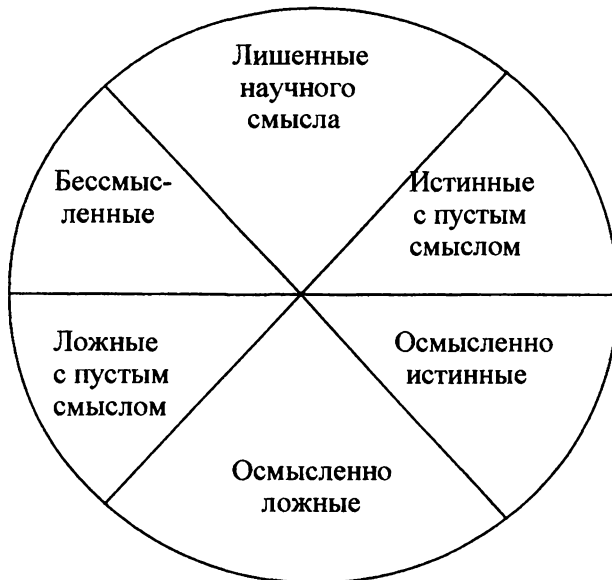 Лишенные
научного
смысла
Бессмыс-
ленные
Истинные
с пустым
смыслом
Ложные
с пустым
смыслом
Осмысленно
истинные
Осмысленно
ложные